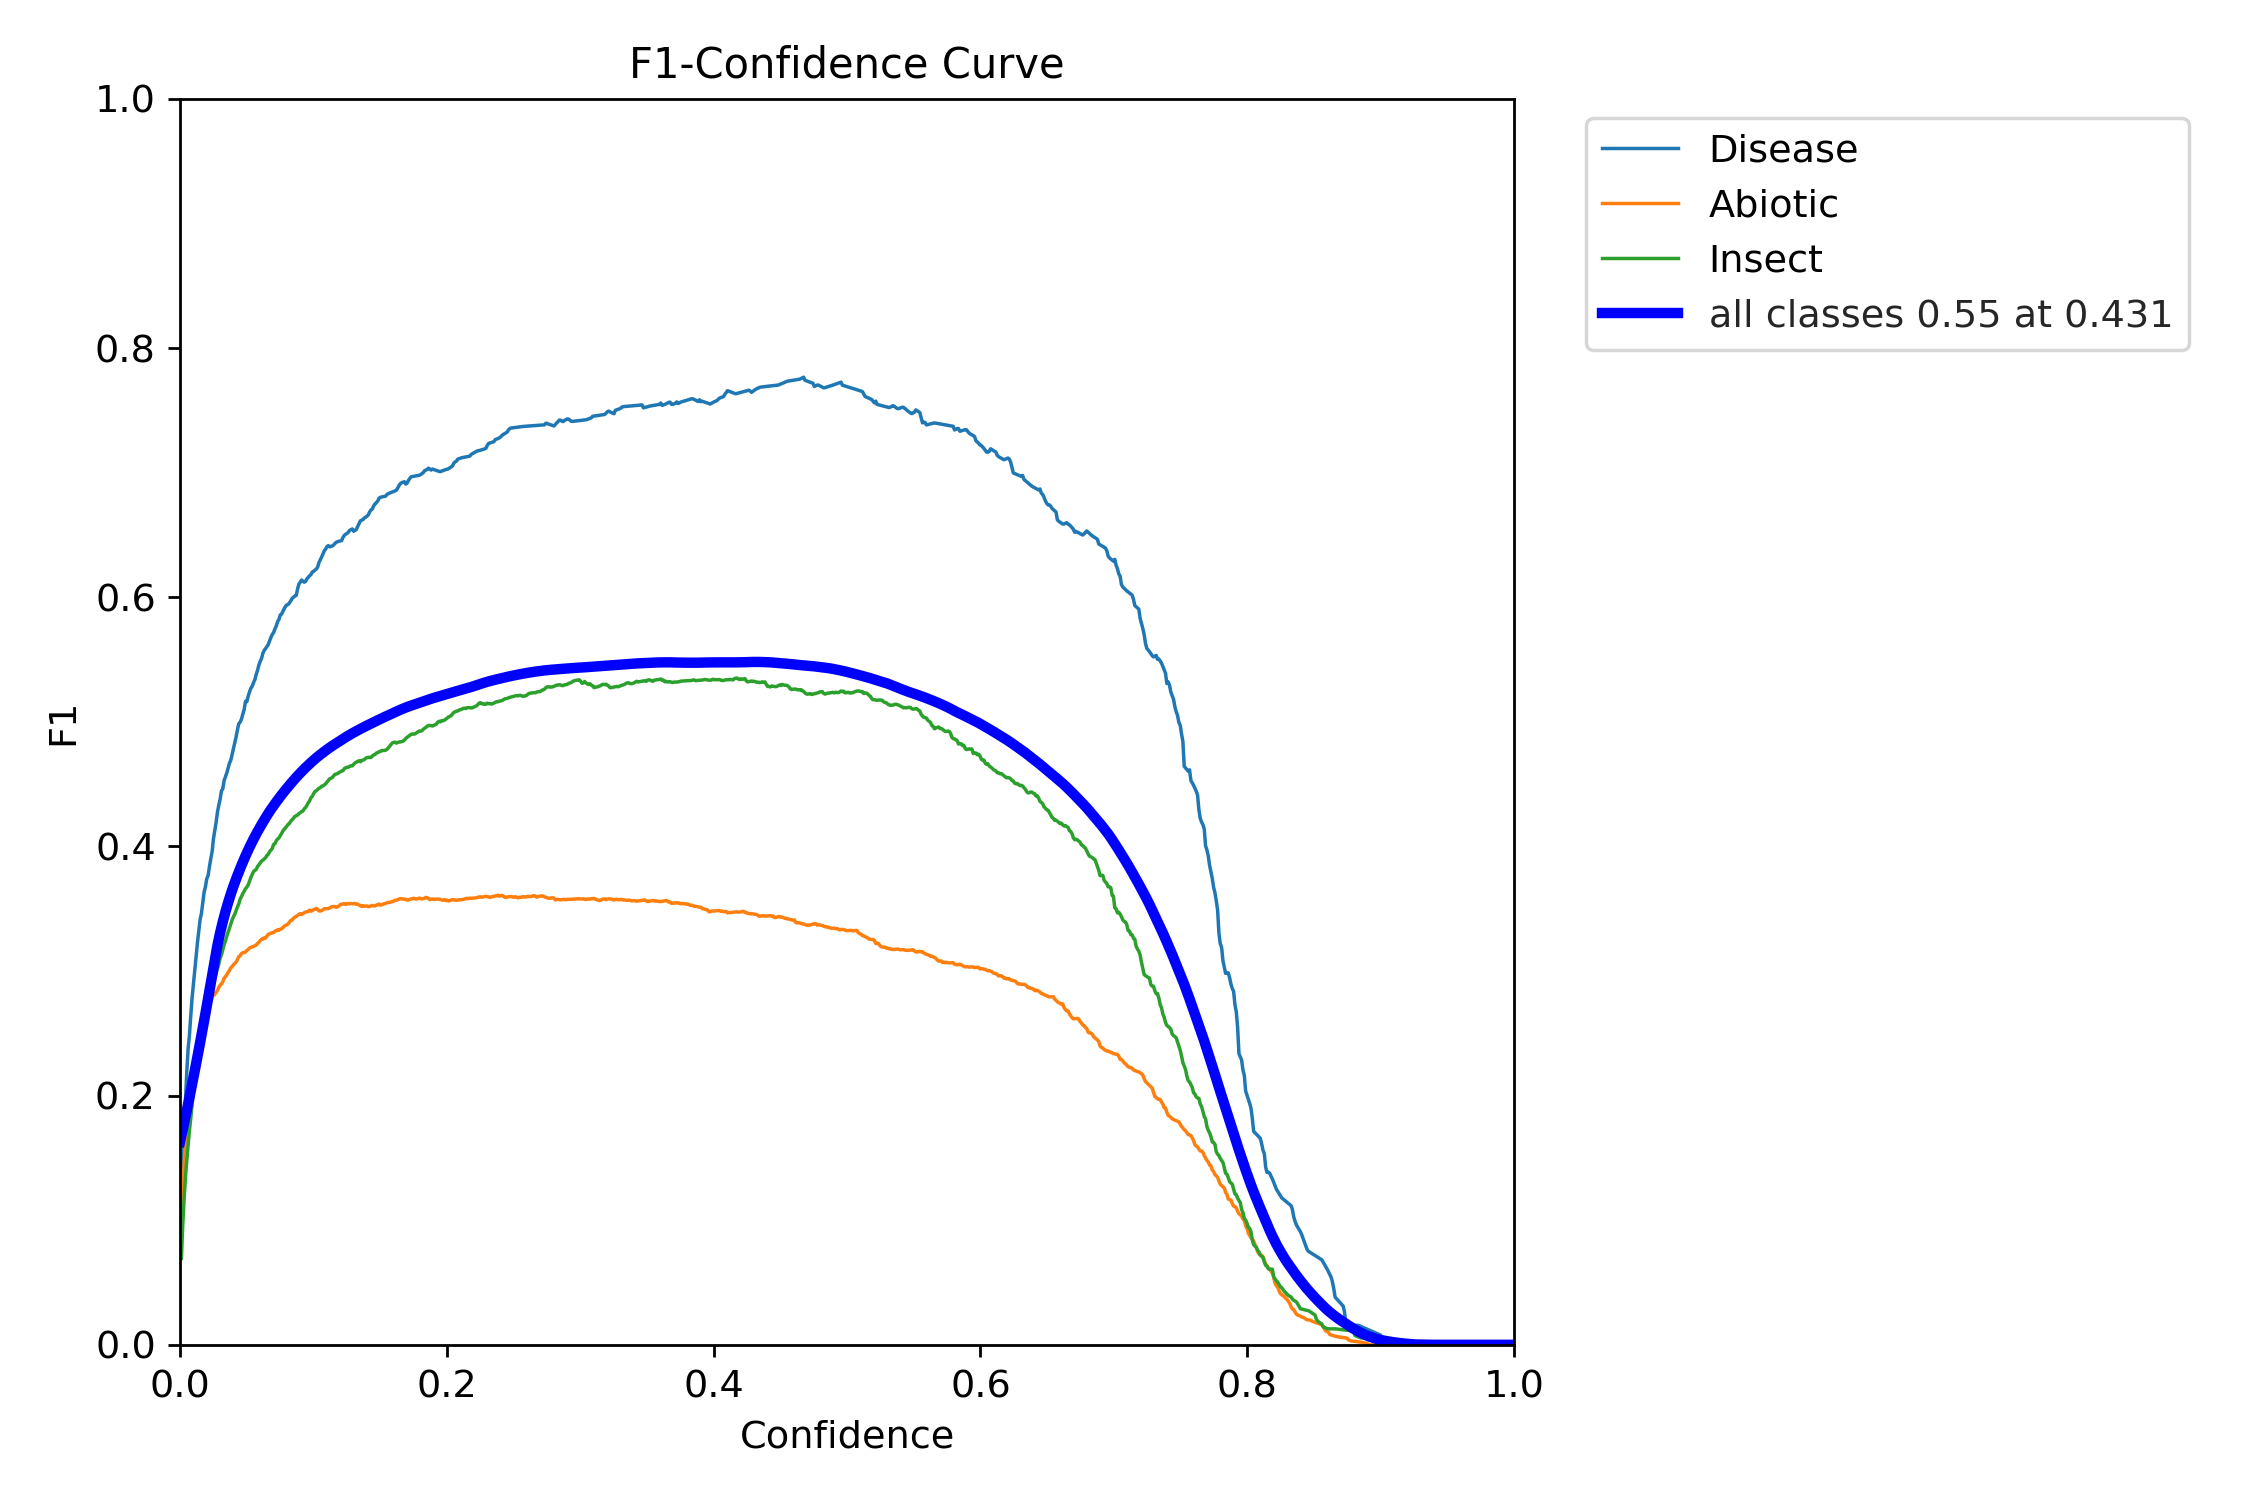 F1-Confidence Curve
1.0
0.8
0.6
0.4
0.2
0.0
F1
0.0 0.2 0.4 0.6 0.8 1.0
Confidence
Disease
Abiotic
Insect
all classes 0.55 at 0.431